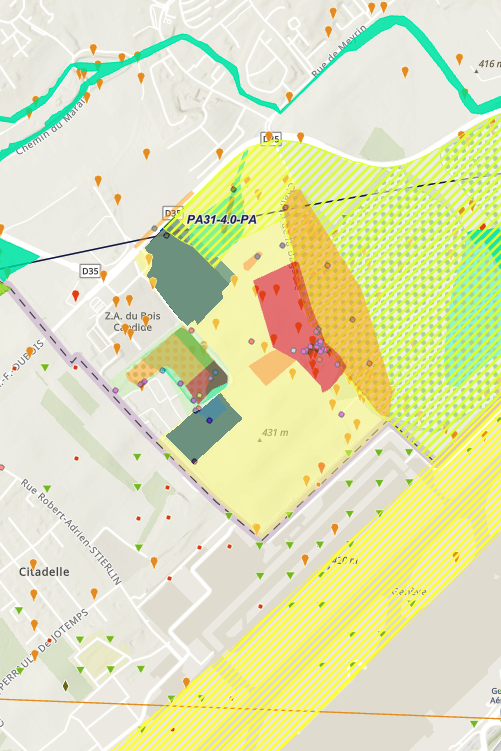 Rue de Meyrin
416 m
Chemin du Marais
D35
D35
PA31-4.0-PA
D35
Z.A. du Bois
Candide
431 m
Rue Robert-Adrien-STIERLIN
Citadelle
Genève